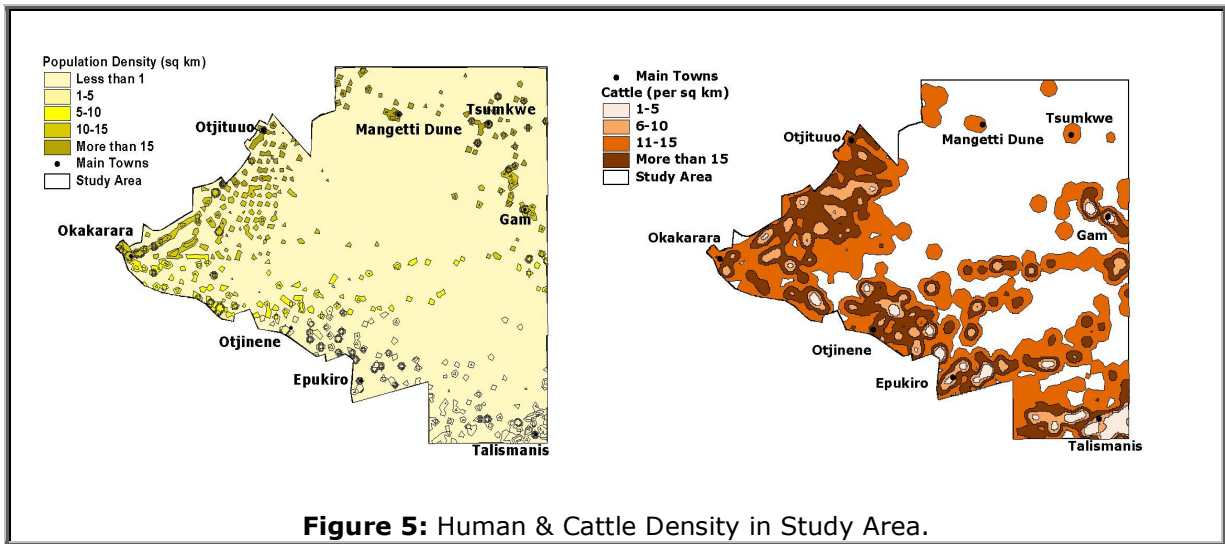 Population Density (sq km)
Less than 1
1-5
5-10
10-15
More than 15
Main Towns
Study Area
Otjituuo
Mangetti Dune
Tsumkwe
Gam
Okakarara
Otjinene
Epukiro
Talismanis
Main Towns
Cattle (per sq km)
1-5
6-10
11-15
More than 15
Study Area
Otjituuo
Mangetti Dune
Tsumkwe
Gam
Okakarara
Otjinene
Epukiro
Talismanis
Figure 5: Human & Cattle Density in Study Area.